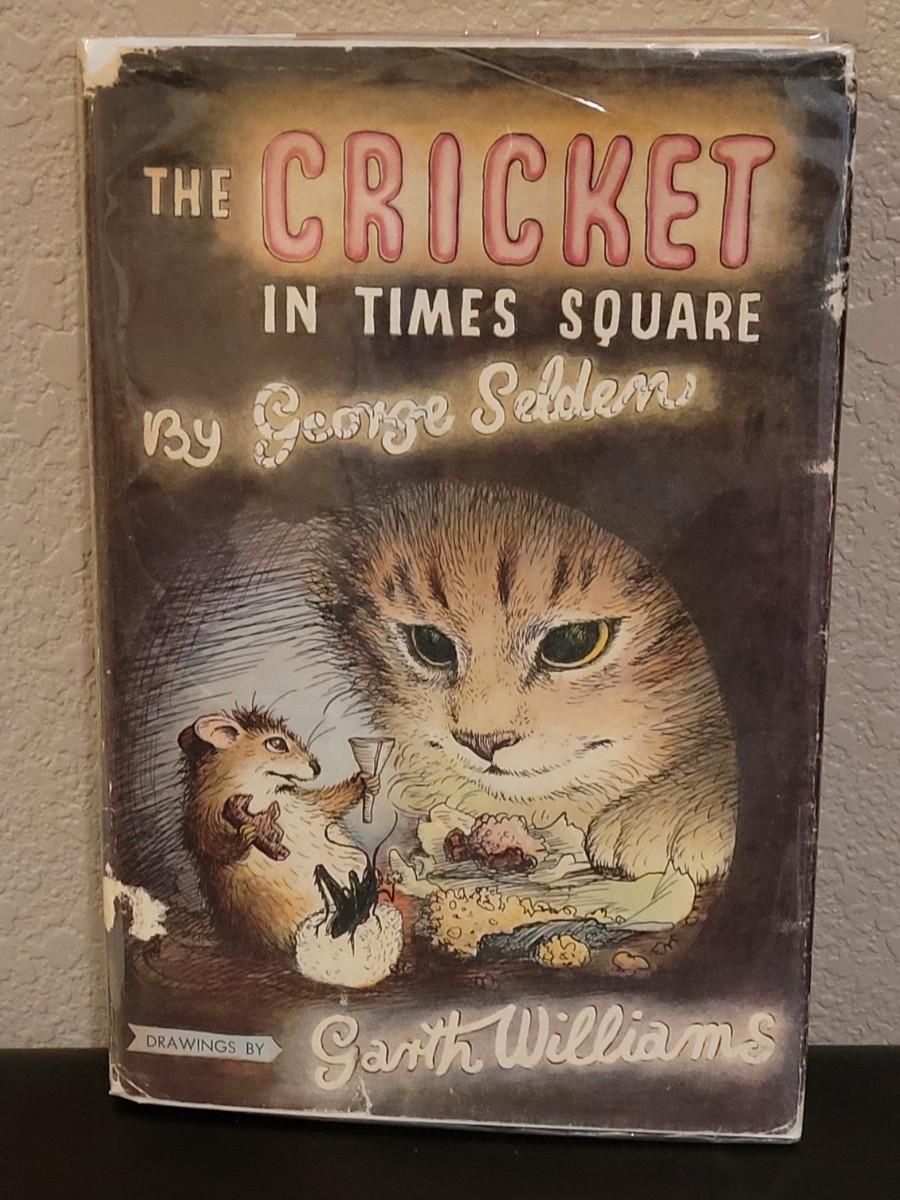 THE CRICKET
IN TIMES SQUARE
By George Selden
DRAWINGS BY Garth Williams